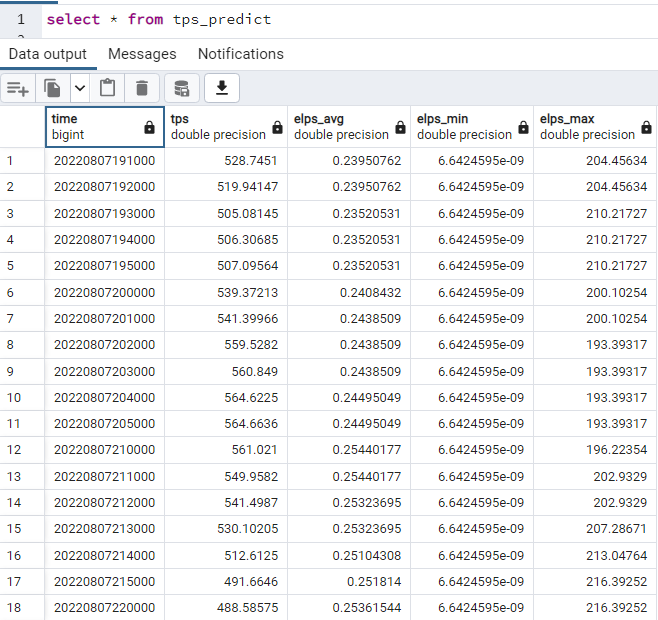 1 select * from tps_predict
Data output Messages Notifications
time tps elps_avg elps_min elps_max
bigint double precision double precision double precision double precision
1 20220807191000 528.7451 0.23950762 6.6424595e-09 204.45634
2 20220807192000 519.94147 0.23950762 6.6424595e-09 204.45634
3 20220807193000 505.08145 0.23520531 6.6424595e-09 210.21727
4 20220807194000 506.30685 0.23520531 6.6424595e-09 210.21727
5 20220807195000 507.09564 0.23520531 6.6424595e-09 210.21727
6 20220807200000 539.37213 0.2408432 6.6424595e-09 200.10254
7 20220807201000 541.39966 0.2438509 6.6424595e-09 200.10254
8 20220807202000 559.5282 0.2438509 6.6424595e-09 193.39317
9 20220807203000 560.849 0.2438509 6.6424595e-09 193.39317
10 20220807204000 564.6225 0.24495049 6.6424595e-09 193.39317
11 20220807205000 564.6636 0.24495049 6.6424595e-09 193.39317
12 20220807210000 561.021 0.25440177 6.6424595e-09 196.22354
13 20220807211000 549.9582 0.25440177 6.6424595e-09 202.9329
14 20220807212000 541.4987 0.25323695 6.6424595e-09 202.9329
15 20220807213000 530.10205 0.25323695 6.6424595e-09 207.28671
16 20220807214000 512.6125 0.25104308 6.6424595e-09 213.04764
17 20220807215000 491.6646 0.251814 6.6424595e-09 216.39252
18 20220807220000 488.58575 0.25361544 6.6424595e-09 216.39252